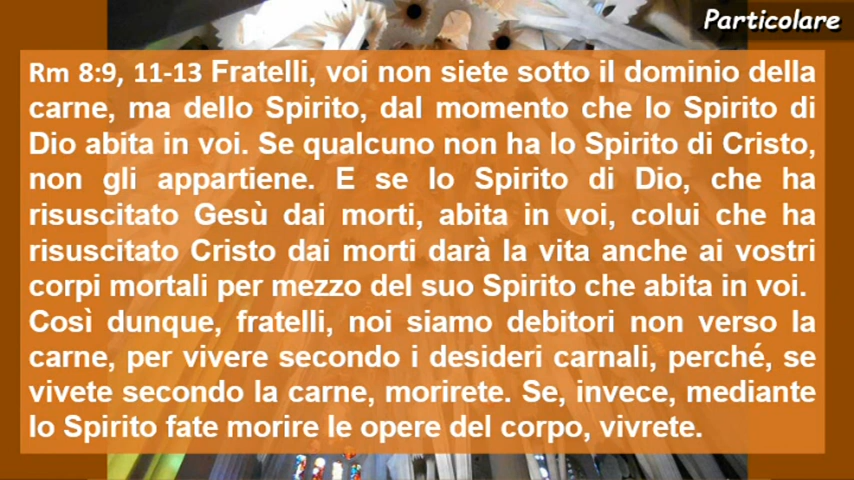 Particolare
Rm 8:9, 11-13 Fratelli, voi non siete sotto il dominio della
carne, ma dello Spirito, dal momento che lo Spirito di
Dio abita in voi. Se qualcuno non ha lo Spirito di Cristo,
non gli appartiene. E se lo Spirito di Dio, che ha
risuscitato Gesù dai morti, abita in voi, colui che ha
risuscitato Cristo dai morti darà la vita anche ai vostri
corpi mortali per mezzo del suo Spirito che abita in voi.
Così dunque, fratelli, noi siamo debitori non verso la
carne, per vivere secondo i desideri carnali, perché, se
vivete secondo la carne, morirete. Se, invece, mediante
lo Spirito fate morire le opere del corpo, vivrete.